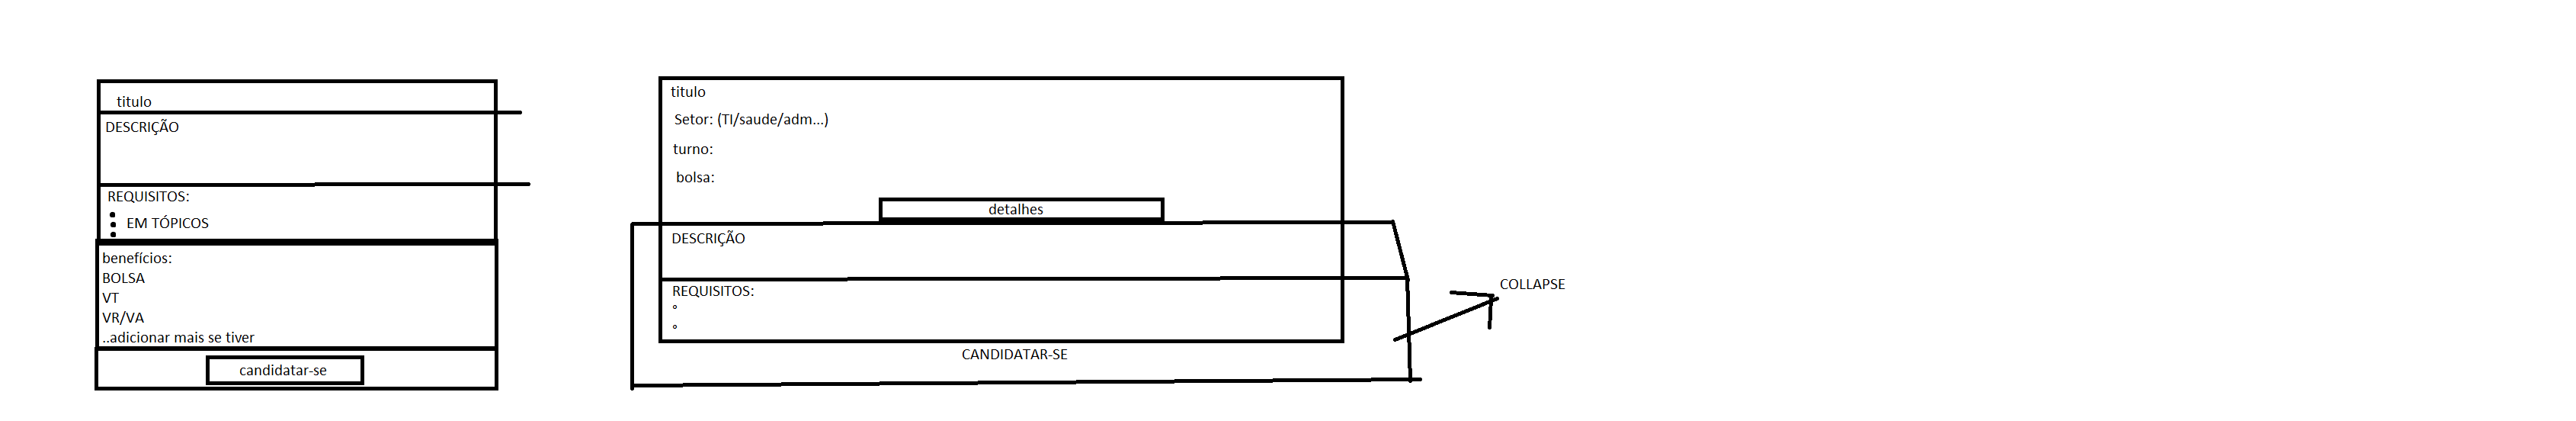 titulo
DESCRIÇÃO
REQUISITOS:
EM TÓPICOS
benefícios:
BOLSA
VT
VR/VA
..adicionar mais se tiver
candidatar-se
titulo
Setor: (TI/saude/adm...)
turno:
bolsa:
detalhes
DESCRIÇÃO
REQUISITOS:
°
°
CANDIDATAR-SE
COLLAPSE